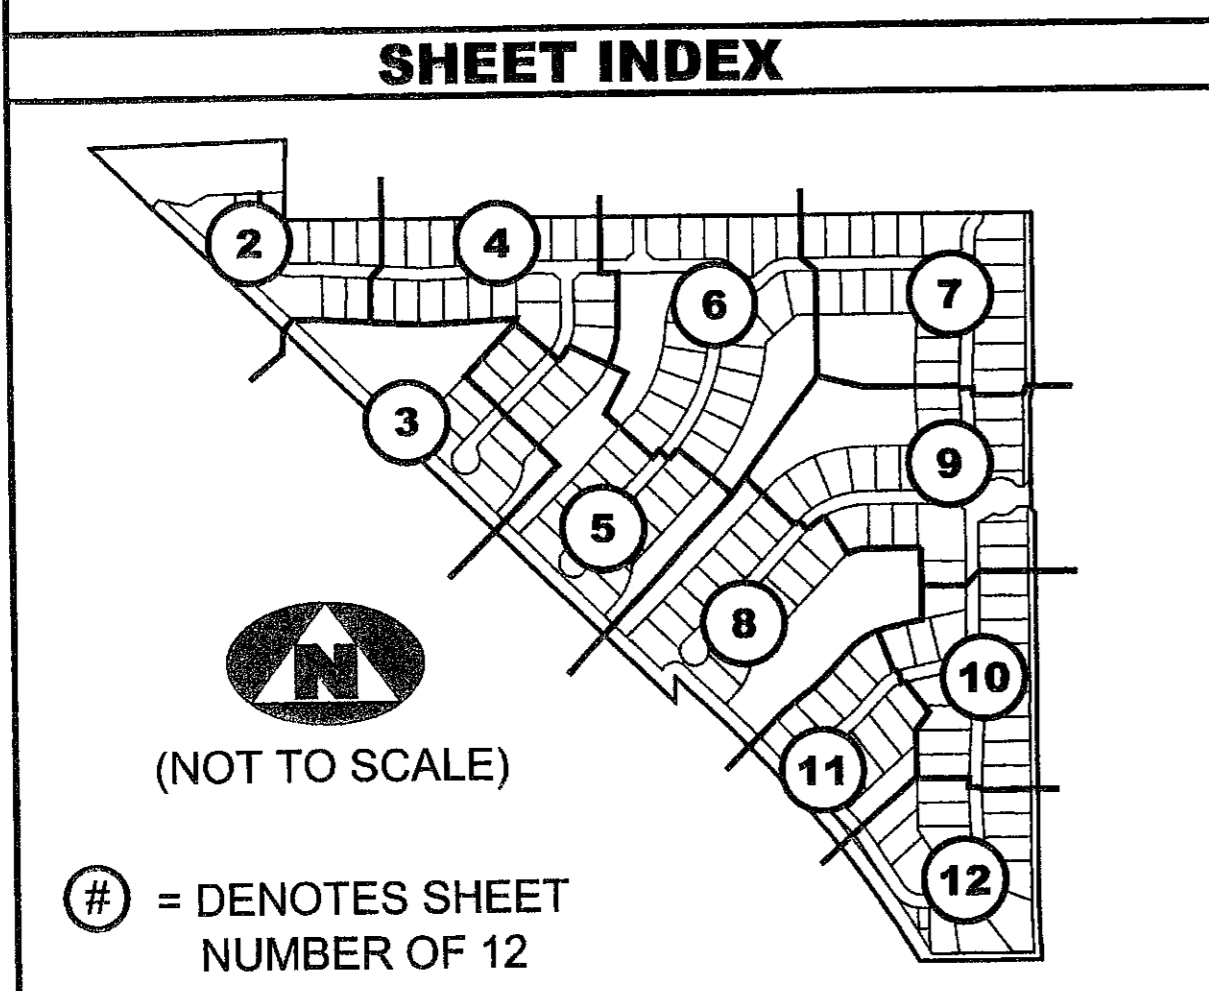 SHEET INDEX
2
4
6
7
3
9
5
8
10
11
12
N
(NOT TO SCALE)
# = DENOTES SHEET
NUMBER OF 12